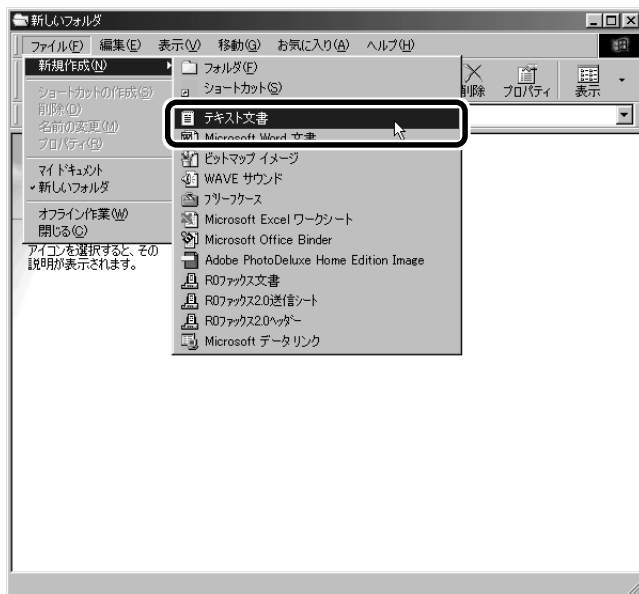 新しいフォルダ
ファイル(F) 編集(E) 表示(V) 移動(G) お気に入り(A) ヘルプ(H)
新規作成(N)
ショートカットの作成(S)
削除(D)
名前の変更(M)
プロパティ(R)
マイ ドキュメント
新しいフォルダ
オフライン作業(W)
閉じる(C)
フォルダ(F)
ショートカット(S)
テキスト文書
Microsoft Word 文書
ビットマップ イメージ
WAVE サウンド
ブリーフケース
Microsoft Excel ワークシート
Microsoft Office Binder
Adobe PhotoDeluxe Home Edition Image
R0ファックス文書
R0ファックス2.0送信シート
R0ファックス2.0ヘッダー
Microsoft データ リンク
削除 プロパティ 表示
アイコンを選択すると、その
説明が表示されます。